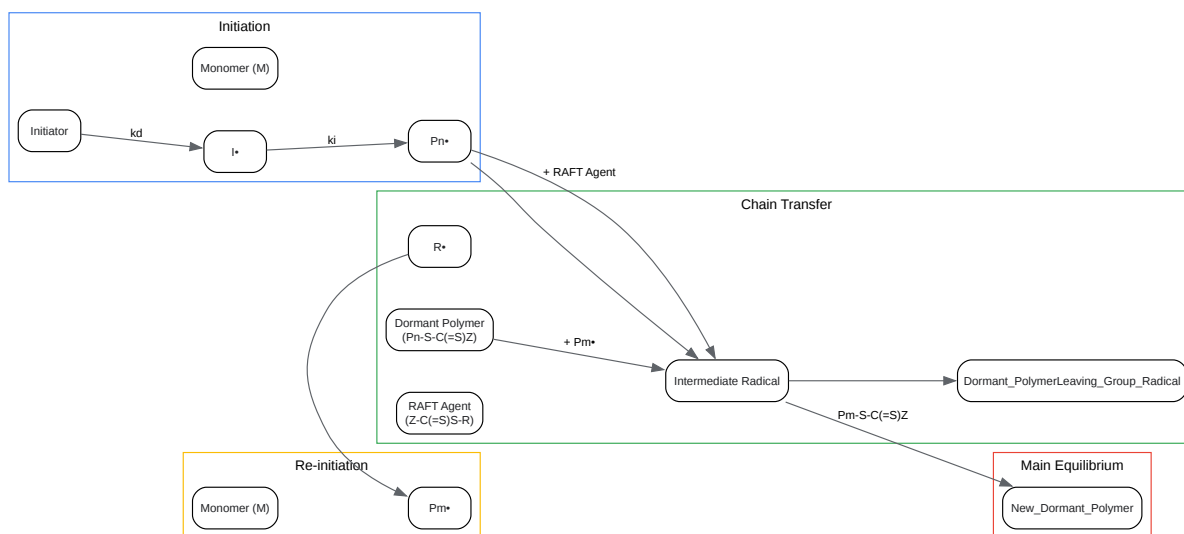 Initiation
Monomer (M)
Initiator
kd
I•
ki
Pn•
+ RAFT Agent
Chain Transfer
R•
Dormant Polymer
(Pn-S-C(=S)Z)
+ Pm•
Intermediate Radical
Dormant_PolymerLeaving_Group_Radical
RAFT Agent
(Z-C(=S)S-R)
Pm-S-C(=S)Z
Re-initiation
Monomer (M)
Pm•
Main Equilibrium
New_Dormant_Polymer